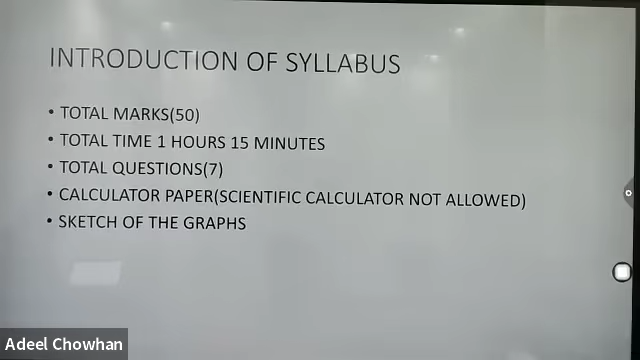 INTRODUCTION OF SYLLABUS
• TOTAL MARKS(50)
• TOTAL TIME 1 HOURS 15 MINUTES
• TOTAL QUESTIONS(7)
• CALCULATOR PAPER(SCIENTIFIC CALCULATOR NOT ALLOWED)
• SKETCH OF THE GRAPHS
Adeel Chowhan